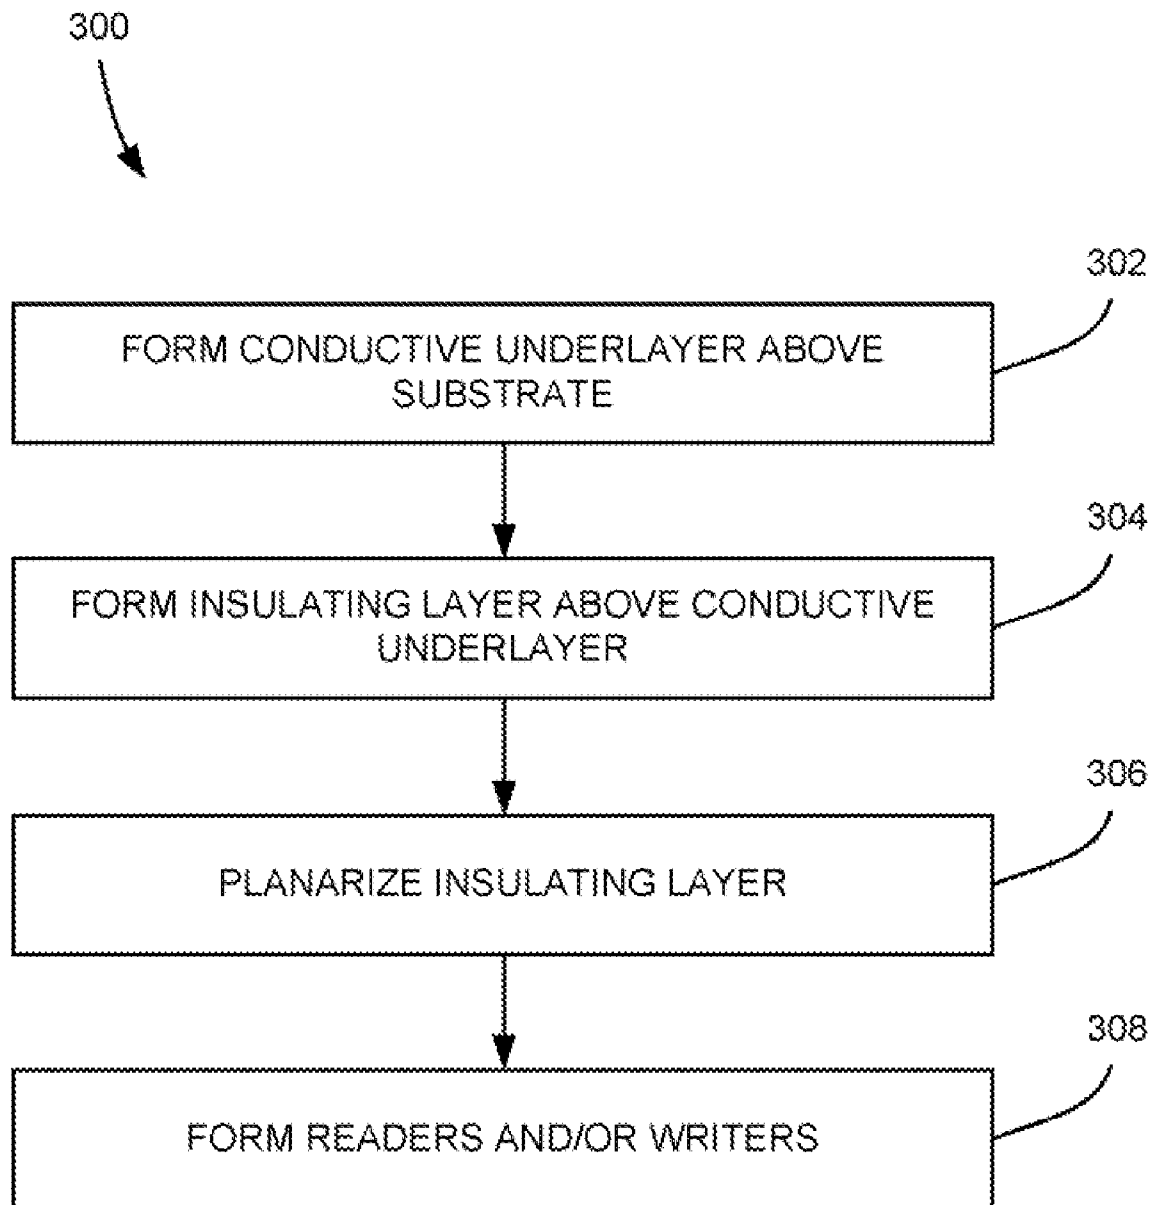 300
302
FORM CONDUCTIVE UNDERLAYER ABOVE
SUBSTRATE
304
FORM INSULATING LAYER ABOVE CONDUCTIVE
UNDERLAYER
306
PLANARIZE INSULATING LAYER
308
FORM READERS AND/OR WRITERS